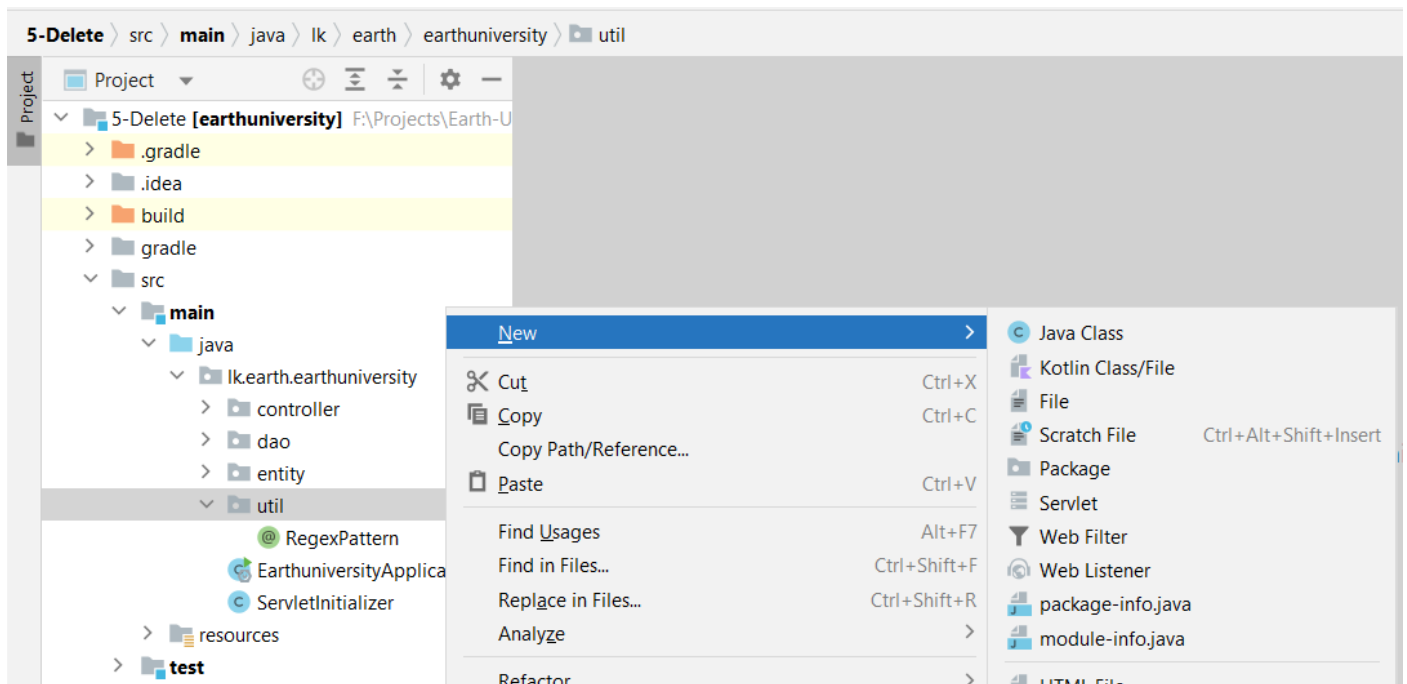 5-Delete 〉 src 〉 main 〉 java 〉 lk 〉 earth 〉 earthuniversity 〉 util
Project
Project
5-Delete [earthuniversity] F:\Projects\Earth-U
.gradle
.idea
build
gradle
src
main
java
lk.earth.earthuniversity
controller
dao
entity
util
RegexPattern
EarthuniversityApplica
ServletInitializer
resources
test
New
Cut Ctrl+X
Copy Ctrl+C
Copy Path/Reference...
Paste Ctrl+V
Find Usages Alt+F7
Find in Files... Ctrl+Shift+F
Replace in Files... Ctrl+Shift+R
Analyze
Refactor
Java Class
Kotlin Class/File
File
Scratch File Ctrl+Alt+Shift+Insert
Package
Servlet
Web Filter
Web Listener
package-info.java
module-info.java
HTML File